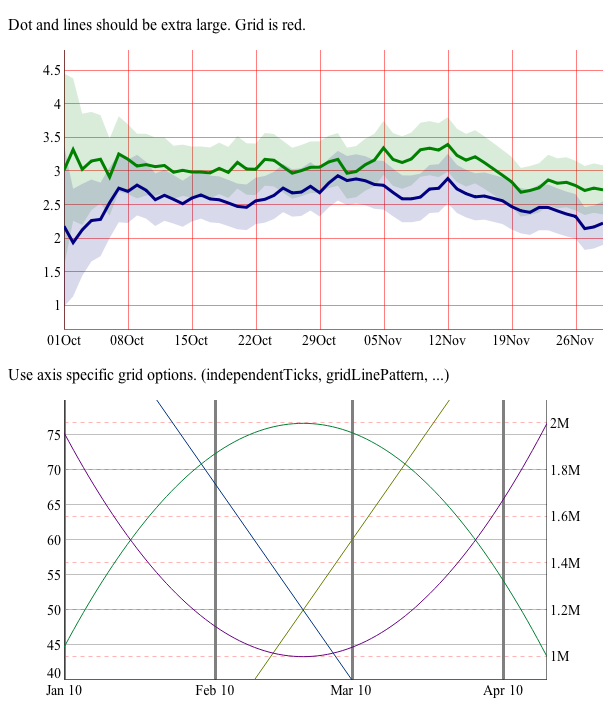 Dot and lines should be extra large. Grid is red.
4.5
4
3.5
3
2.5
2
1.5
1
01Oct 08Oct 15Oct 22Oct 29Oct 05Nov 12Nov 19Nov 26Nov
Use axis specific grid options. (independentTicks, gridLinePattern, ...)
75 2M
70 1.8M
65 1.6M
60
55 1.4M
50 1.2M
45 1M
40
Jan 10 Feb 10 Mar 10 Apr 10